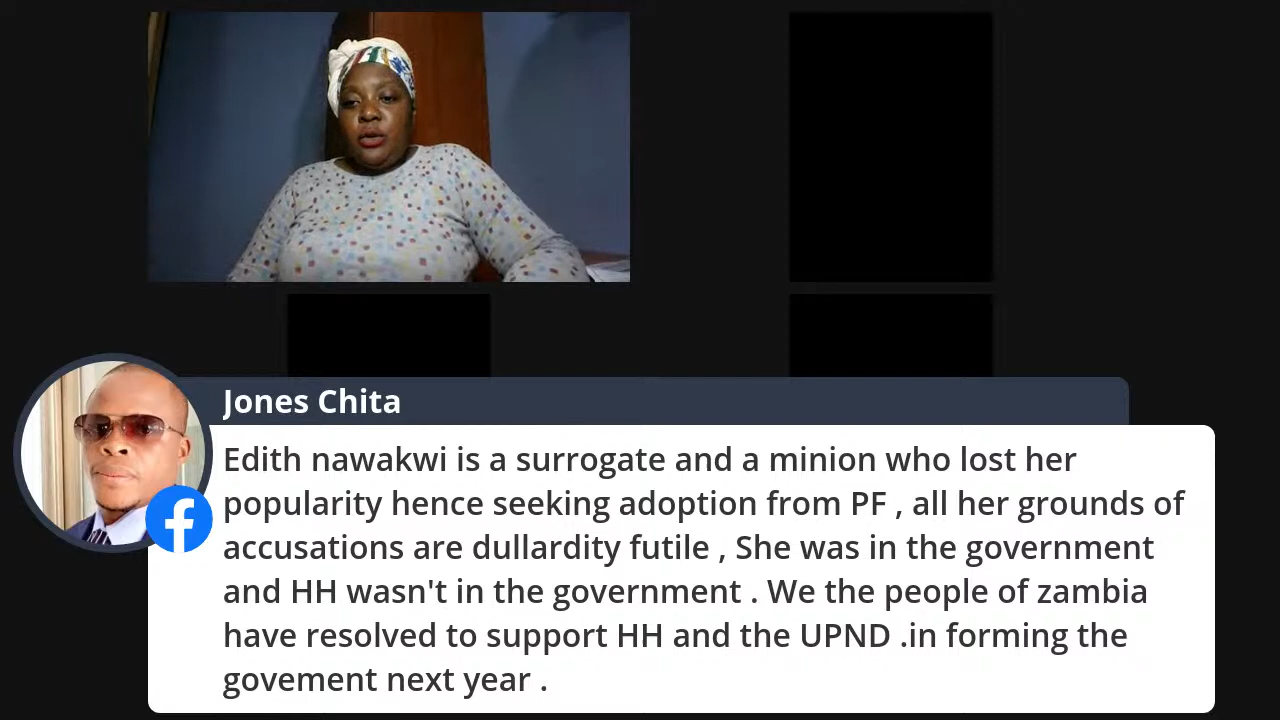 Jones Chita
Edith nawakwi is a surrogate and a minion who lost her
popularity hence seeking adoption from PF , all her grounds of
accusations are dullardity futile , She was in the government
and HH wasn't in the government . We the people of zambia
have resolved to support HH and the UPND .in forming the
govement next year .